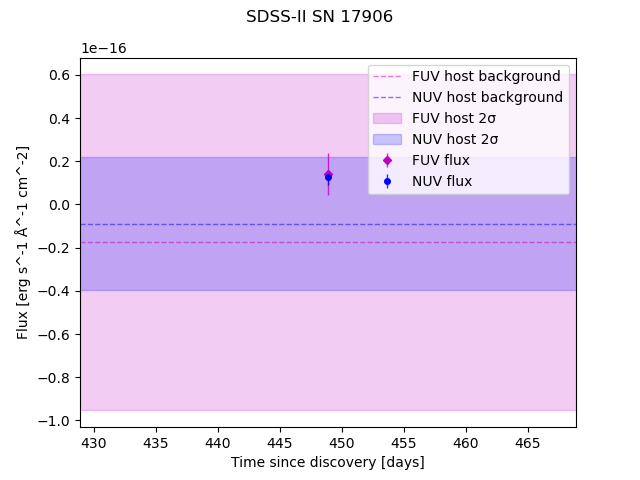 SDSS-II SN 17906
1e−16
FUV host background
NUV host background
FUV host 2σ
NUV host 2σ
FUV flux
NUV flux
Flux [erg s^-1 Å^-1 cm^-2]
0.6
0.4
0.2
0.0
−0.2
−0.4
−0.6
−0.8
−1.0
430 435 440 445 450 455 460 465
Time since discovery [days]